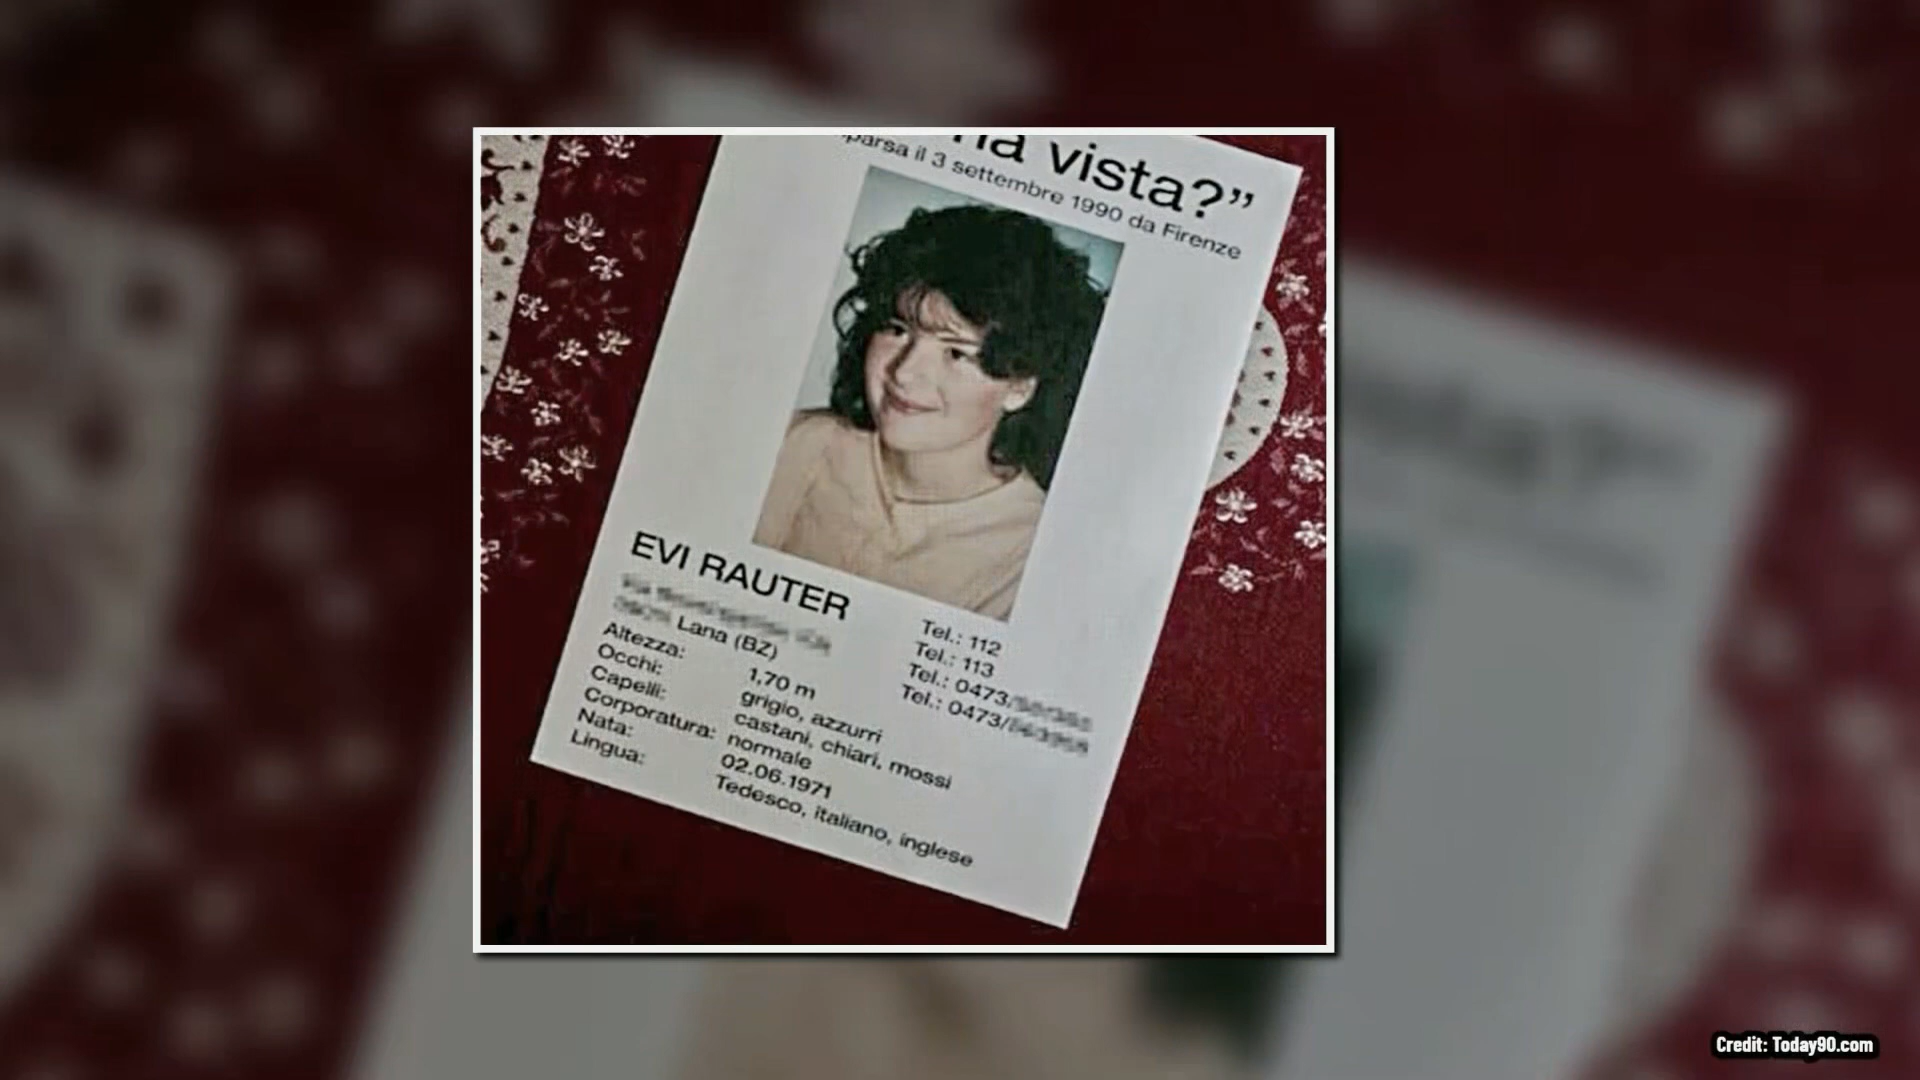 ha vista?”
parsa il 3 settembre 1990 da Firenze
EVI RAUTER
Lana (BZ)
Altezza: 1,70 m
Occhi: grigio, azzurri
Capelli: castani, chiari, mossi
Corporatura: normale
Nata: 02.06.1971
Lingua: Tedesco, italiano, inglese
Tel.: 112
Tel.: 113
Tel.: 0473/
Tel.: 0473/
Credit: Today90.com